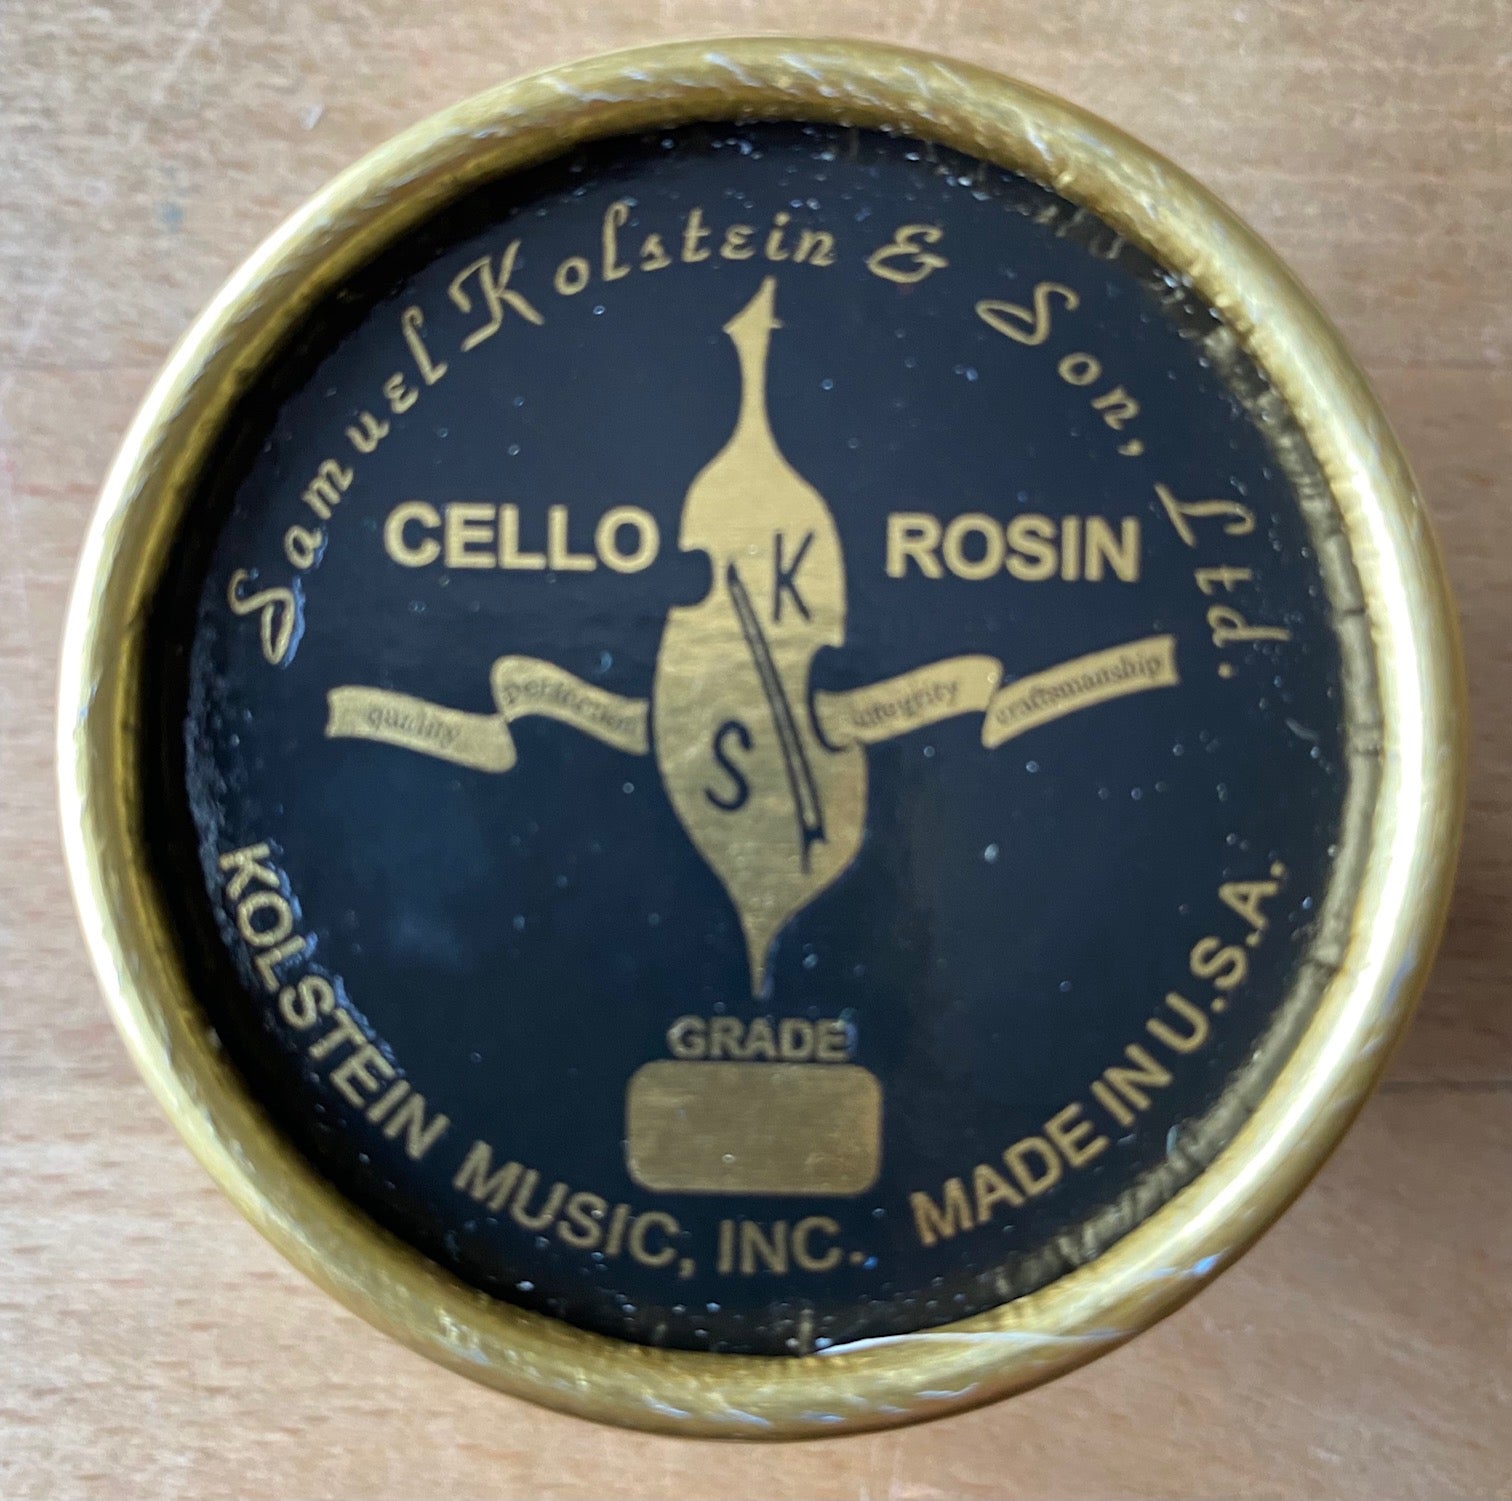 Samuel Kolstein & Son, Ltd.
CELLO ROSIN
K
S
quality perfection integrity craftsmanship
GRADE
KOLSTEIN MUSIC, INC. MADE IN U.S.A.